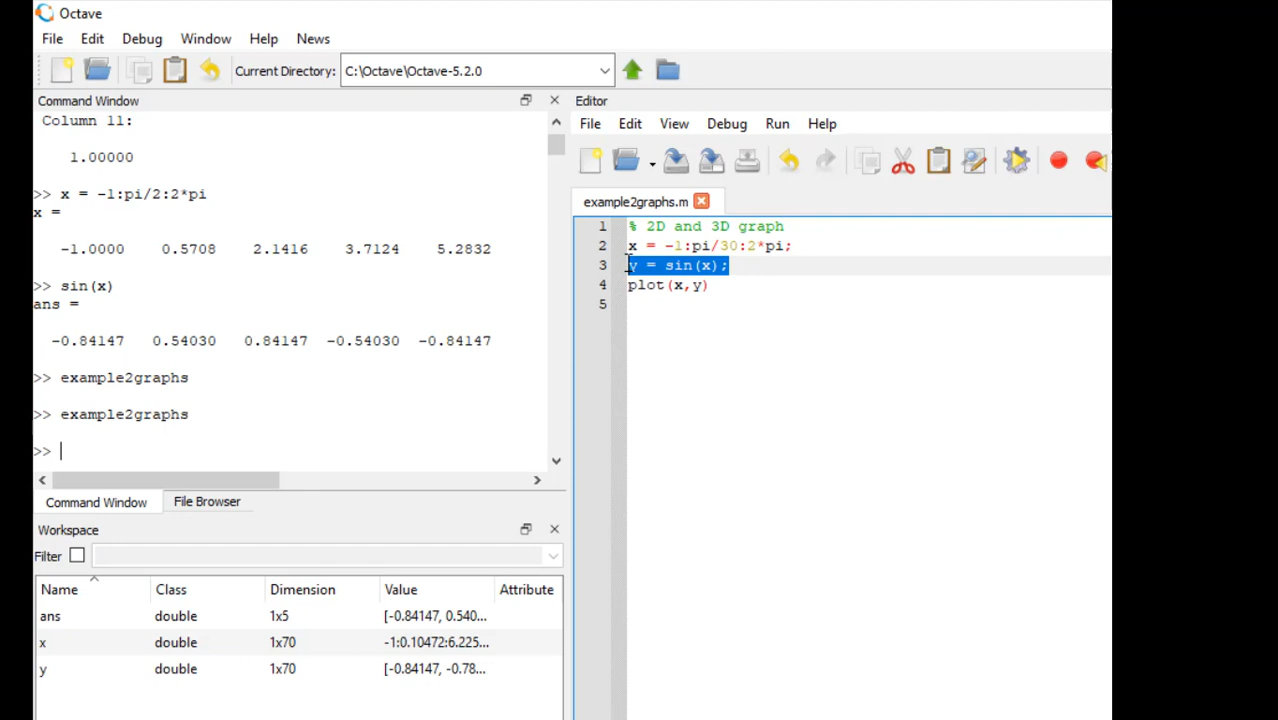 Octave
File Edit Debug Window Help News
Current Directory: C:\Octave\Octave-5.2.0
Command Window
Column 11:
1.00000
>> x = -1:pi/2:2*pi
x =
-1.0000 0.5708 2.1416 3.7124 5.2832
>> sin(x)
ans =
-0.84147 0.54030 0.84147 -0.54030 -0.84147
>> example2graphs
>> example2graphs
>>
Command Window File Browser
Workspace
Filter
Name Class Dimension Value Attribute
ans double 1x5 [-0.84147, 0.540...
x double 1x70 -1:0.10472:6.225...
y double 1x70 [-0.84147, -0.78...
Editor
File Edit View Debug Run Help
example2graphs.m
1 % 2D and 3D graph
2 x = -1:pi/30:2*pi;
3 y = sin(x);
4 plot(x,y)
5